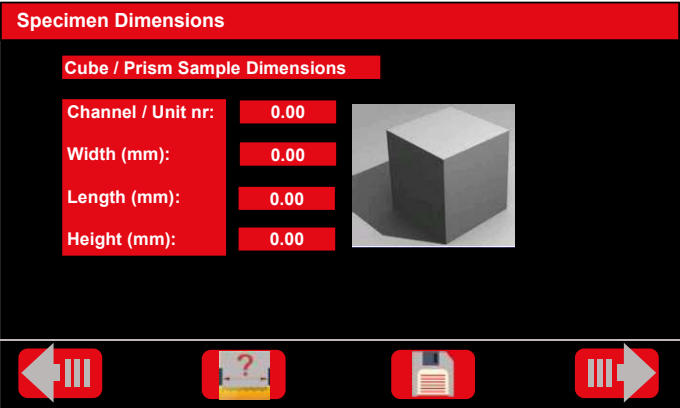 Specimen Dimensions
Cube / Prism Sample Dimensions
Channel / Unit nr: 0.00
Width (mm): 0.00
Length (mm): 0.00
Height (mm): 0.00
?